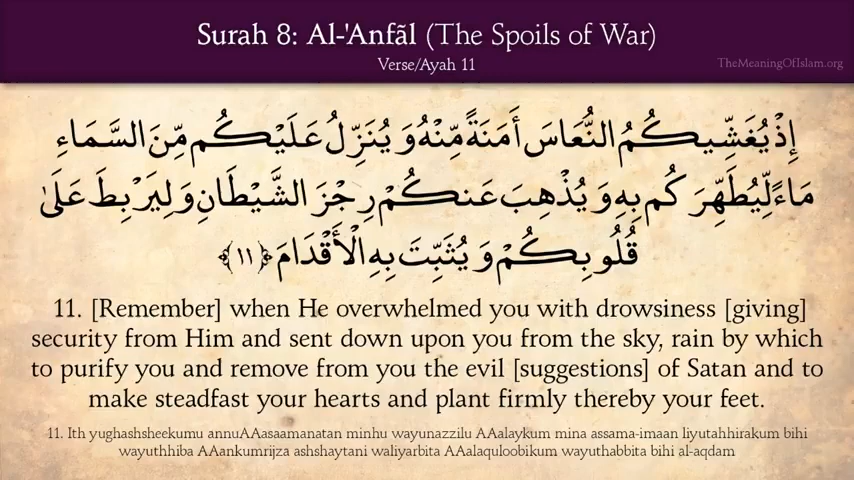 Surah 8: Al-'Anfãl (The Spoils of War)
Verse/Ayah 11
TheMeaningOfIslam.org
إِذْ يُغَشِّيكُمُ النُّعَاسَ أَمَنَةً مِّنْهُ وَيُنَزِّلُ عَلَيْكُم مِّنَ السَّمَاءِ
مَاءً لِّيُطَهِّرَكُم بِهِ وَيُذْهِبَ عَنكُمْ رِجْزَ الشَّيْطَانِ وَلِيَرْبِطَ عَلَىٰ
قُلُوبِكُمْ وَيُثَبِّتَ بِهِ الْأَقْدَامَ ﴿١١﴾
11. [Remember] when He overwhelmed you with drowsiness [giving]
security from Him and sent down upon you from the sky, rain by which
to purify you and remove from you the evil [suggestions] of Satan and to
make steadfast your hearts and plant firmly thereby your feet.
11. Ith yughashsheekumu annuAAasaamanatan minhu wayunazzilu AAalaykum mina assama-imaan liyutahhirakum bihi
wayuthhiba AAankumrijza ashshaytani waliyarbita AAalaquloobikum wayuthabbita bihi al-aqdam